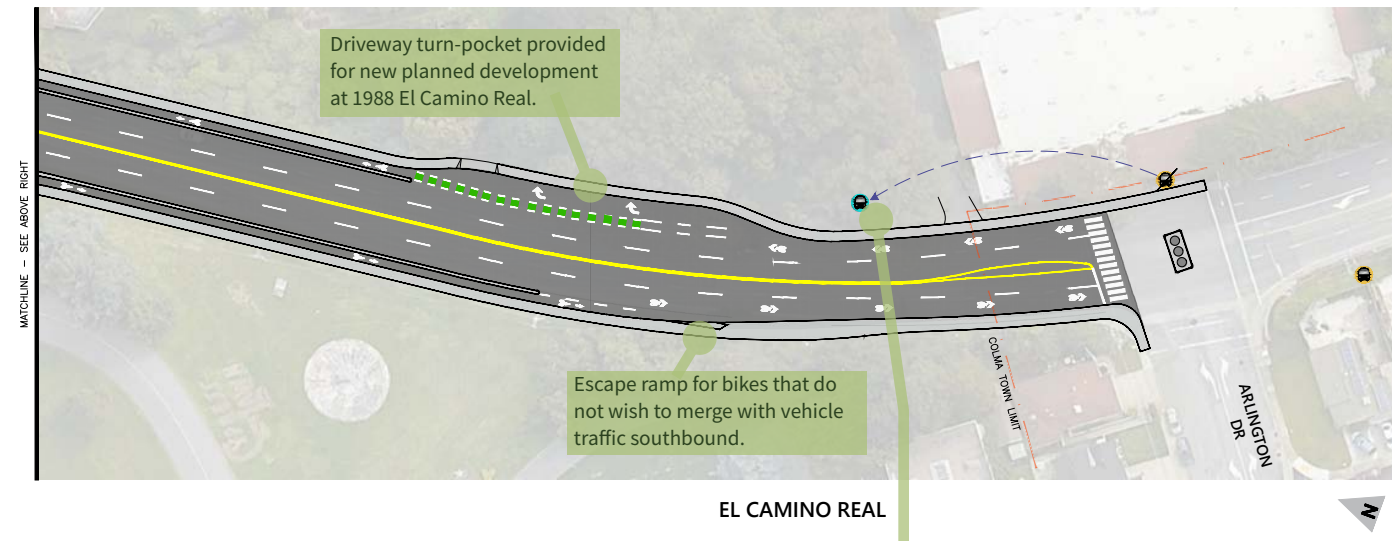 Driveway turn-pocket provided
for new planned development
at 1988 El Camino Real.
MATCHLINE – SEE ABOVE RIGHT
Escape ramp for bikes that do
not wish to merge with vehicle
traffic southbound.
COLMA TOWN LIMIT
ARLINGTON
DR
EL CAMINO REAL
N